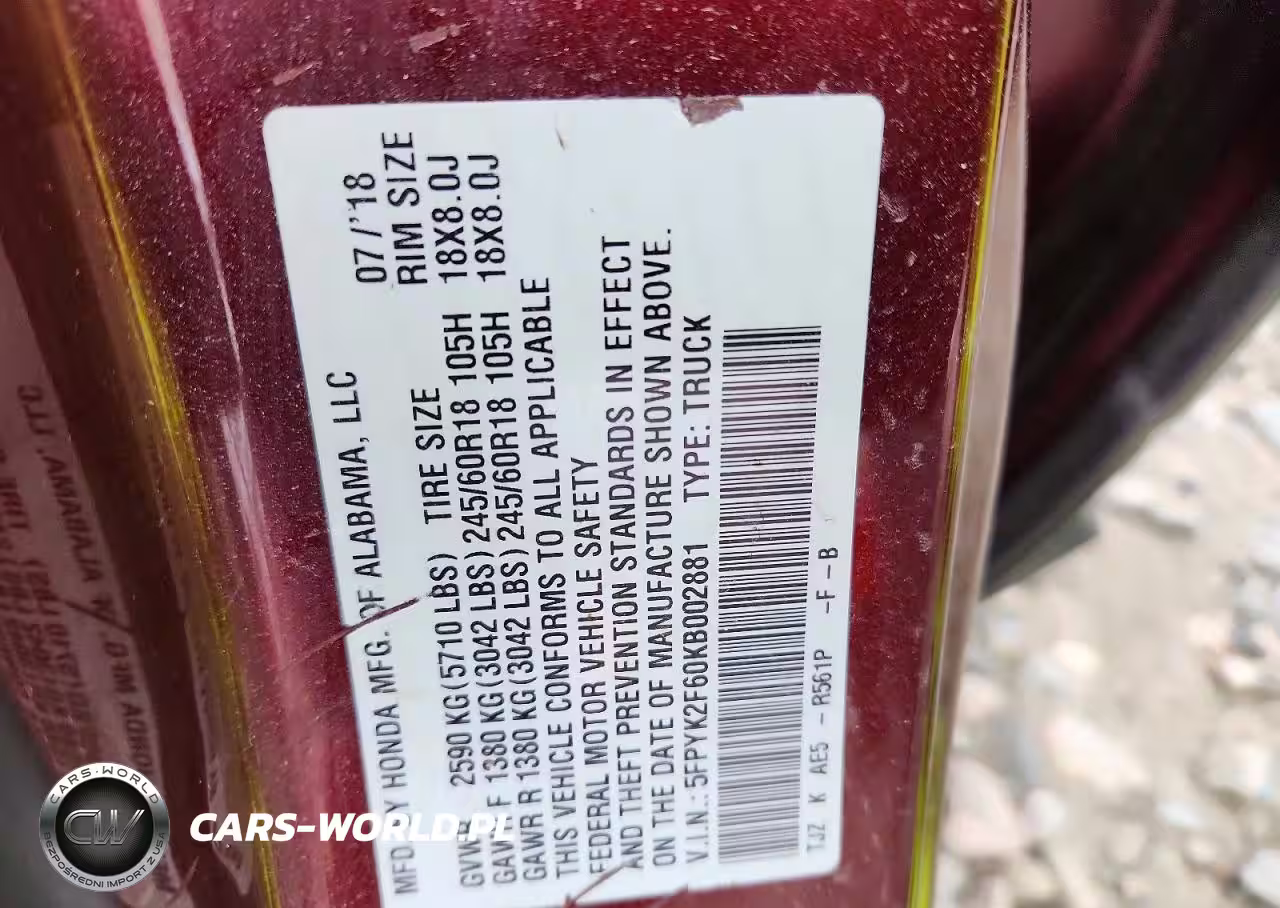 MFD BY HONDA MFG. OF ALABAMA, LLC 07/'18
GVWR 2590 KG(5710 LBS) TIRE SIZE RIM SIZE
GAWR F 1380 KG(3042 LBS) 245/60R18 105H 18X8.0J
GAWR R 1380 KG(3042 LBS) 245/60R18 105H 18X8.0J
THIS VEHICLE CONFORMS TO ALL APPLICABLE
FEDERAL MOTOR VEHICLE SAFETY
AND THEFT PREVENTION STANDARDS IN EFFECT
ON THE DATE OF MANUFACTURE SHOWN ABOVE.
V.I.N.: 5FPYK2F60KB002881 TYPE: TRUCK
TJZ K AE5 -R561P -F-B
CARS-WORLD
CW
BEZPOŚREDNI IMPORT Z USA
CARS-WORLD.PL